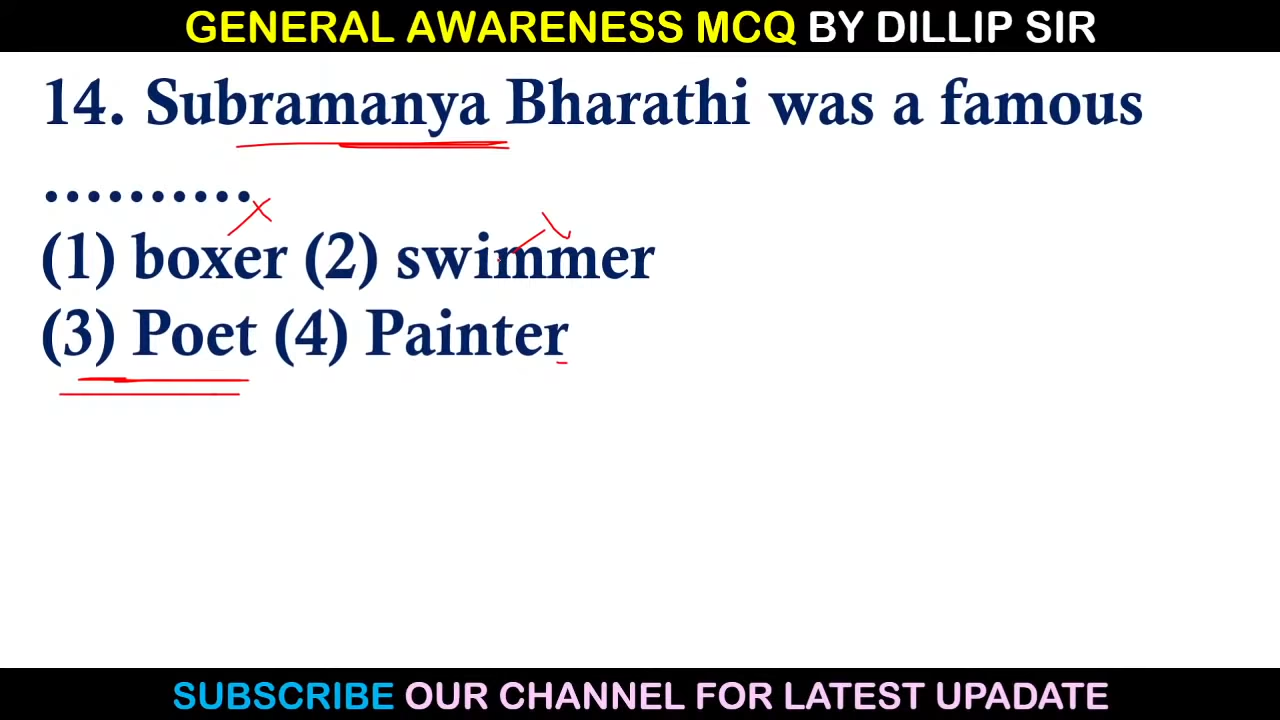 GENERAL AWARENESS MCQ BY DILLIP SIR
14. Subramanya Bharathi was a famous
..........
(1) boxer (2) swimmer
(3) Poet (4) Painter
SUBSCRIBE OUR CHANNEL FOR LATEST UPADATE